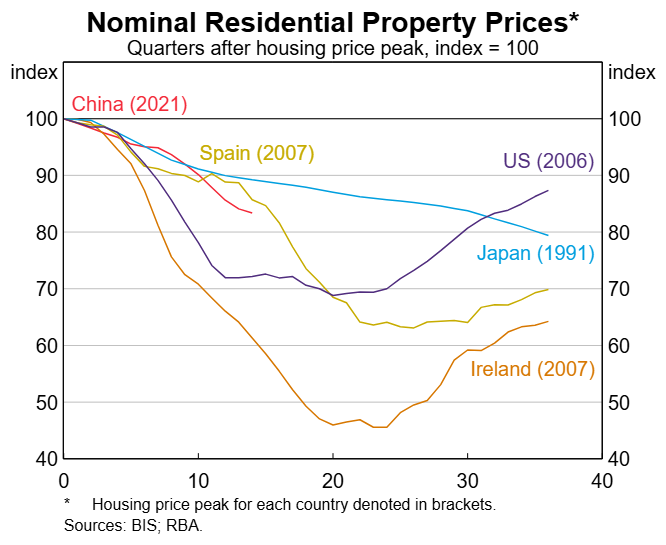 Nominal Residential Property Prices*
Quarters after housing price peak, index = 100
index index
China (2021)
100 100
Spain (2007)
US (2006)
90 90
80 80
Japan (1991)
70 70
60 60
Ireland (2007)
50 50
40 40
0 10 20 30 40
* Housing price peak for each country denoted in brackets.
Sources: BIS; RBA.